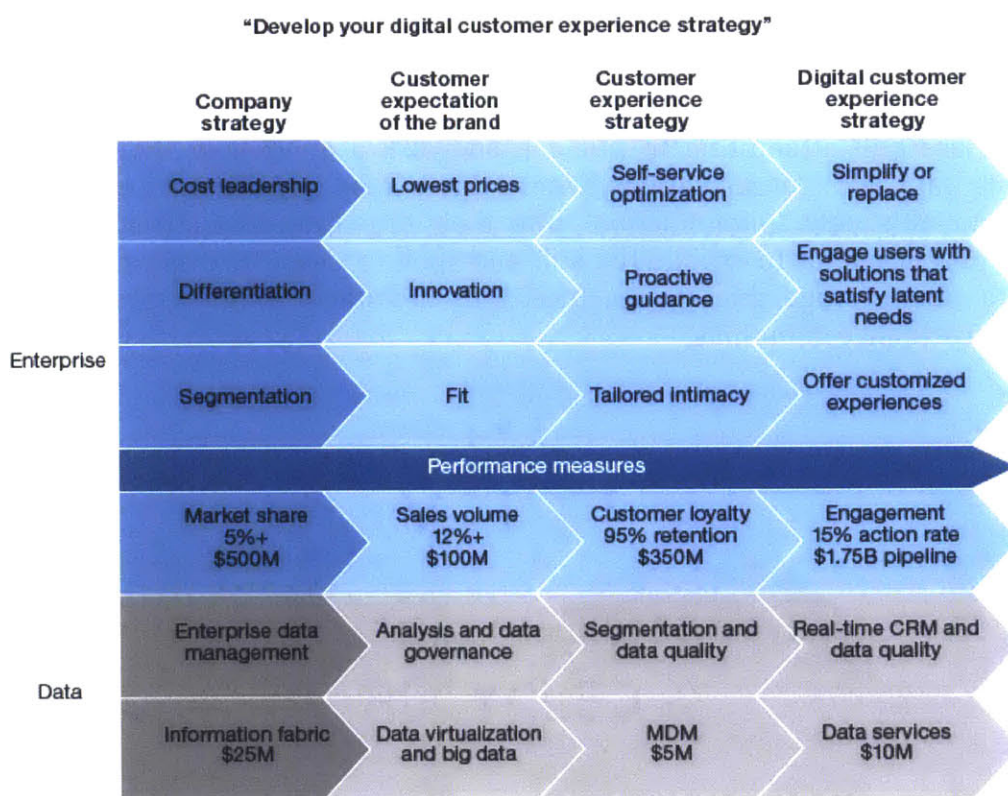 "Develop your digital customer experience strategy"
Company
strategy
Customer
expectation
of the brand
Customer
experience
strategy
Digital customer
experience
strategy
Enterprise
Cost leadership
Lowest prices
Self-service
optimization
Simplify or
replace
Differentiation
Innovation
Proactive
guidance
Engage users with
solutions that
satisfy latent
needs
Segmentation
Fit
Tailored intimacy
Offer customized
experiences
Performance measures
Market share
5%+
$500M
Sales volume
12%+
$100M
Customer loyalty
95% retention
$350M
Engagement
15% action rate
$1.75B pipeline
Data
Enterprise data
management
Analysis and data
governance
Segmentation and
data quality
Real-time CRM and
data quality
Information fabric
$25M
Data virtualization
and big data
MDM
$5M
Data services
$10M